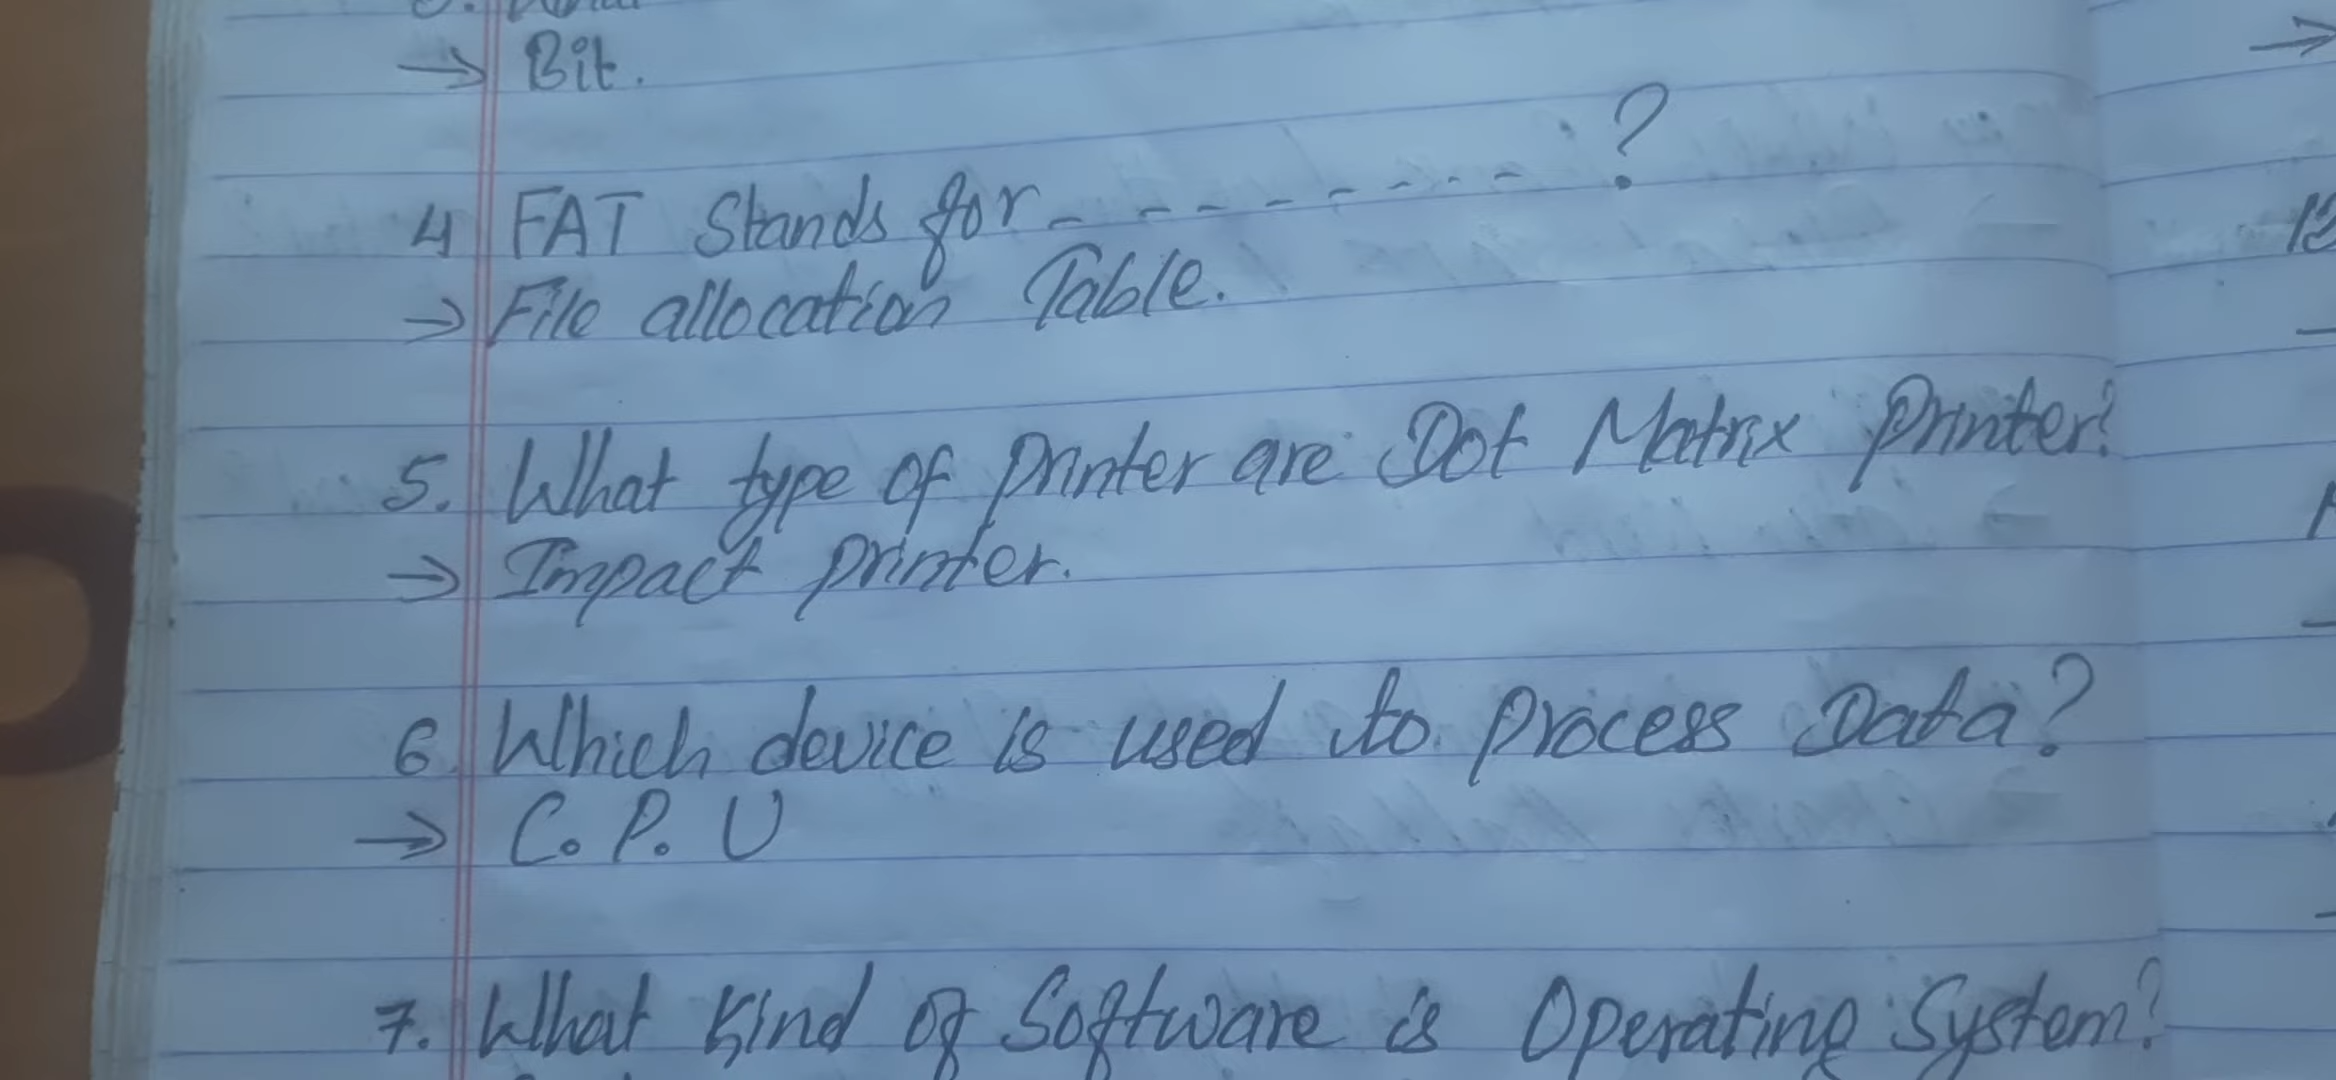 → Bit.
4 FAT Stands for - - - - - - - - - ?
→ File allocation Table.
5. What type of printer are Dot Matrix Printer?
→ Impact printer.
6. Which device is used to process Data?
→ C.P.U
7. What Kind of Software is Operating System?
→
12